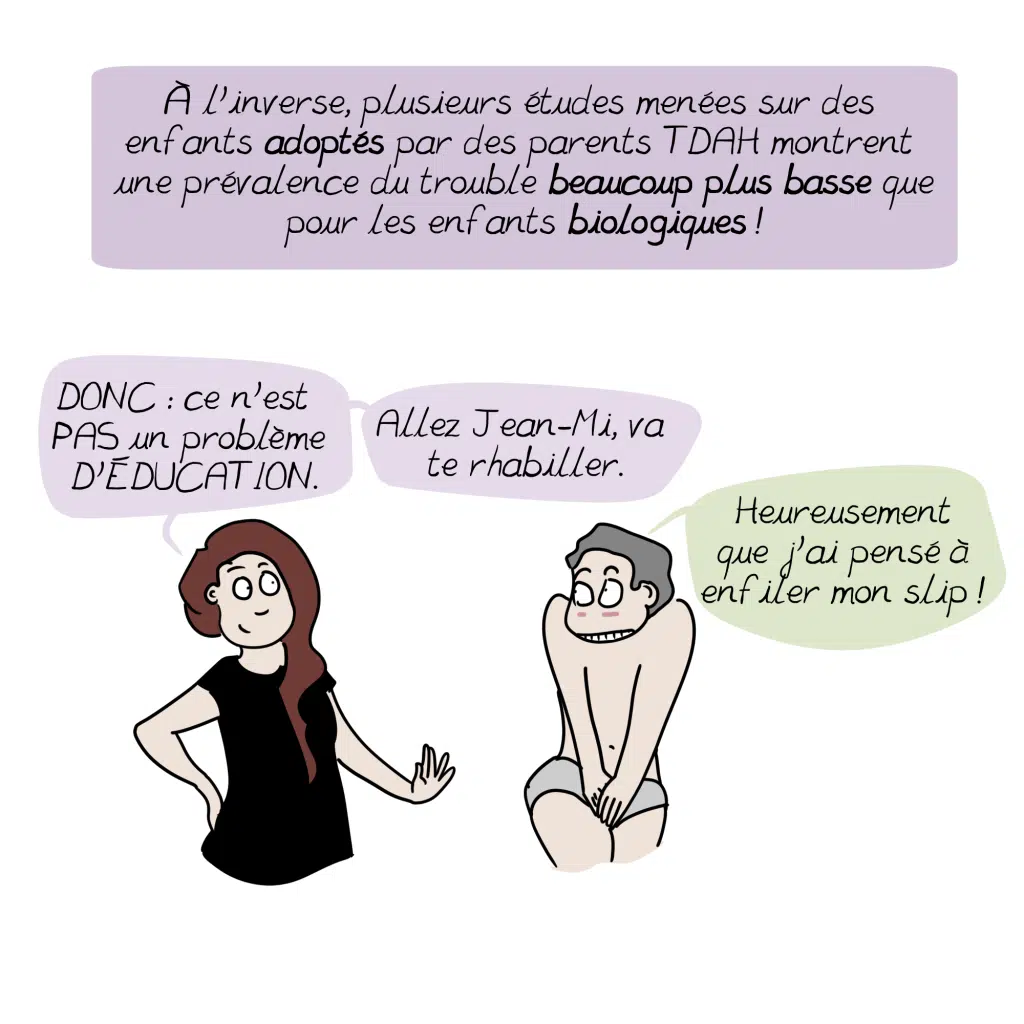 À l'inverse, plusieurs études menées sur des
enfants adoptés par des parents TDAH montrent
une prévalence du trouble beaucoup plus basse que
pour les enfants biologiques !
DONC : ce n'est
PAS un problème
D'ÉDUCATION.
Allez Jean-Mi, va
te rhabiller.
Heureusement
que j'ai pensé à
enfiler mon slip !